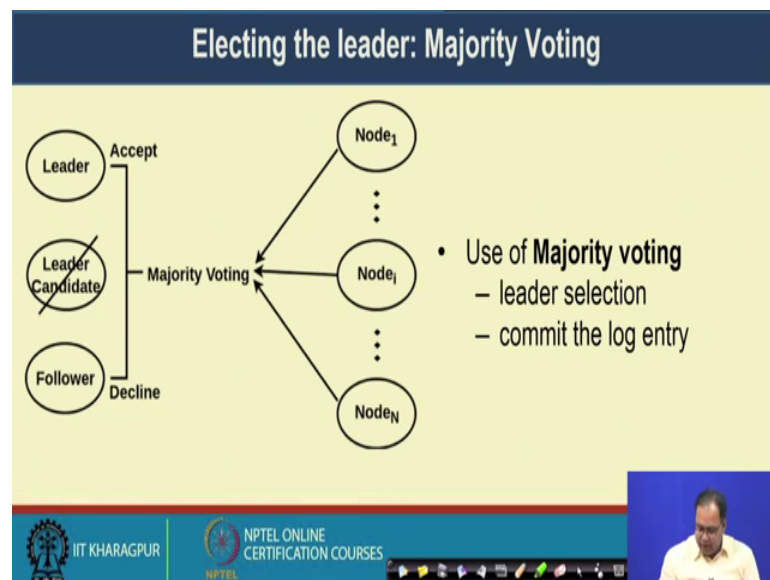 Electing the leader: Majority Voting
Leader
Accept
Leader
Candidate
Follower
Decline
Majority Voting
Node1
Nodei
NodeN
• Use of Majority voting
– leader selection
– commit the log entry
IIT KHARAGPUR
NPTEL ONLINE
CERTIFICATION COURSES
NPTEL